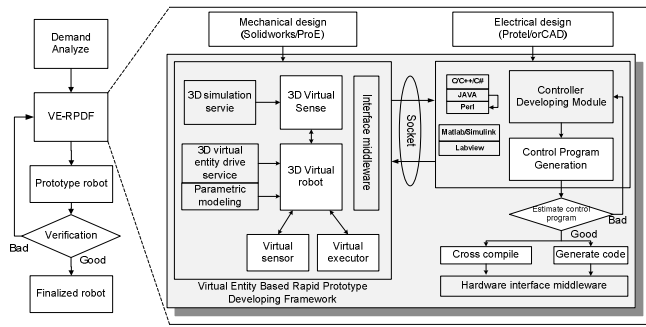 Mechanical design
(Solidworks/ProE)
Electrical design
(Protel/orCAD)
Demand
Analyze
VE-RPDF
Prototype robot
Verification
Bad
Good
Finalized robot
3D simulation
servie
3D Virtual
Sense
3D virtual
entity drive
service
Parametric
modeling
3D Virtual
robot
Interface middleware
Virtual
sensor
Virtual
executor
Virtual Entity Based Rapid Prototype
Developing Framework
Socket
C/C++/C#
JAVA
Perl
Matlab/Simulink
Labview
Controller
Developing Module
Control Program
Generation
Estimate control
program
Bad
Good
Cross compile
Generate code
Hardware interface middleware